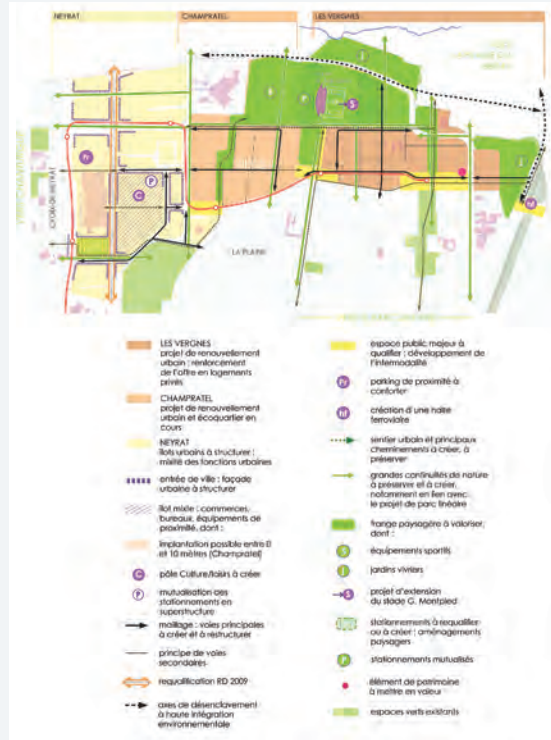 NEYRAT
CHAMPRATEL
LES VERGNES
LA PLAINE
LES VERGNES
projet de renouvellement
urbain : renforcement
de l'offre en logements
privés
CHAMPRATEL
projet de renouvellement
urbain et écoquartier en
cours
NEYRAT
îlots urbains à structurer :
mixité des fonctions urbaines
entrée de ville : façade
urbaine à structurer
îlot mixte : commerces,
bureaux, équipements de
proximité, dont :
implantation possible entre 0
et 10 mètres (Champratel)
C
pôle Culture/loisirs à créer
P
mutualisation des
stationnements en
superstructure
maillage : voies principales
à créer et à restructurer
principe de voies
secondaires
requalification RD 2009
axes de désenclavement
à haute intégration
environnementale
espace public majeur à
qualifier : développement de
l'intermodalité
Pr
parking de proximité à
conforter
hf
création d'une halte
ferroviaire
sentier urbain et principaux
cheminements à créer, à
préserver
grandes continuités de nature
à préserver et à créer,
notamment en lien avec
le projet de parc linéaire
frange paysagère à valoriser,
dont :
S
équipements sportifs
J
jardins vivriers
S
projet d'extension
du stade G. Montpied
stationnements à requalifier
ou à créer : aménagements
paysagers
P
stationnements mutualisés
élément de patrimoine
à mettre en valeur
espaces verts existants